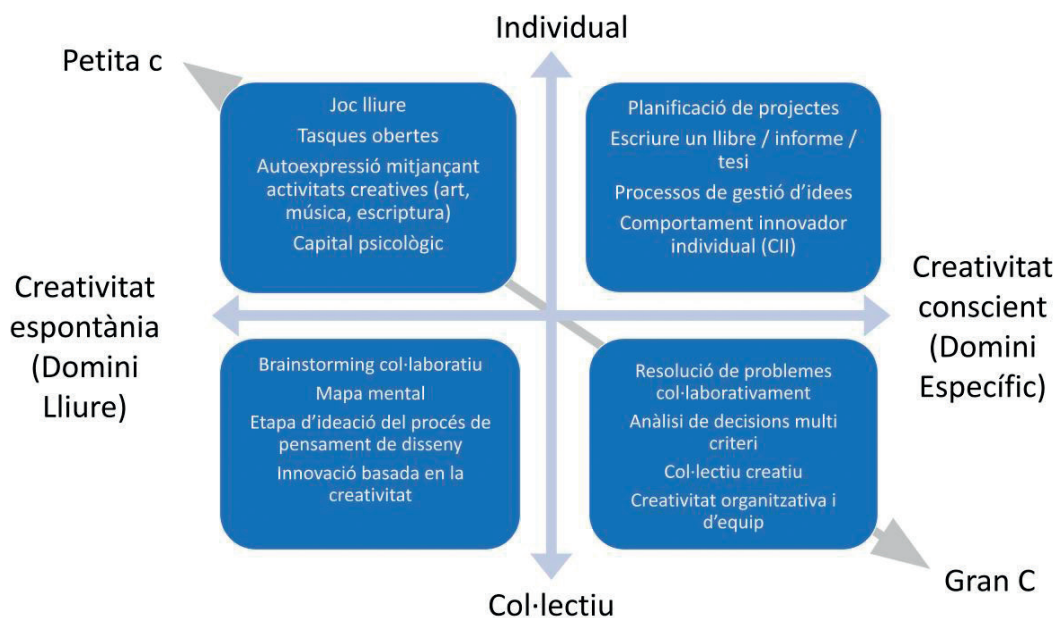 Individual
Petita c
Joc lliure
Tasques obertes
Autoexpressió mitjançant
activitats creatives (art,
música, escriptura)
Capital psicològic
Planificació de projectes
Escriure un llibre / informe /
tesi
Processos de gestió d'idees
Comportament innovador
individual (CII)
Creativitat
espontània
(Domini
Lliure)
Creativitat
conscient
(Domini
Específic)
Brainstorming col·laboratiu
Mapa mental
Etapa d'ideació del procés de
pensament de disseny
Innovació basada en la
creativitat
Resolució de problemes
col·laborativament
Anàlisi de decisions multi
criteri
Col·lectiu creatiu
Creativitat organitzativa i
d'equip
Gran C
Col·lectiu